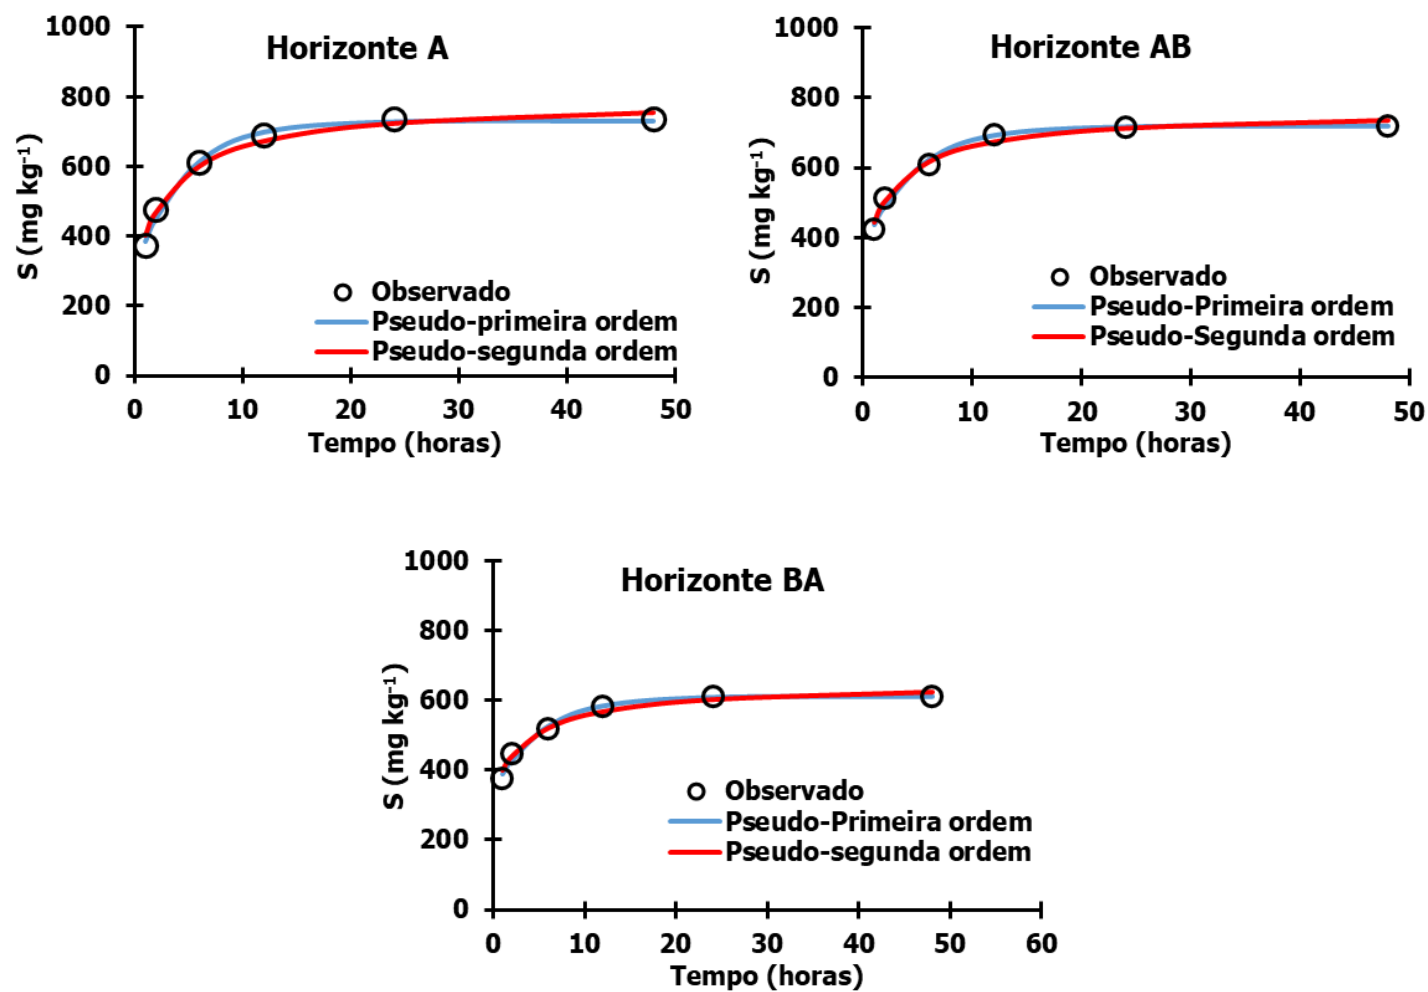 Horizonte A
1000
800
600
400
200
0
S (mg kg-1)
Observado
Pseudo-primeira ordem
Pseudo-segunda ordem
0 10 20 30 40 50
Tempo (horas)
Horizonte AB
1000
800
600
400
200
0
S (mg kg-1)
Observado
Pseudo-Primeira ordem
Pseudo-Segunda ordem
0 10 20 30 40 50
Tempo (horas)
Horizonte BA
1000
800
600
400
200
0
S (mg kg-1)
Observado
Pseudo-Primeira ordem
Pseudo-segunda ordem
0 10 20 30 40 50 60
Tempo (horas)